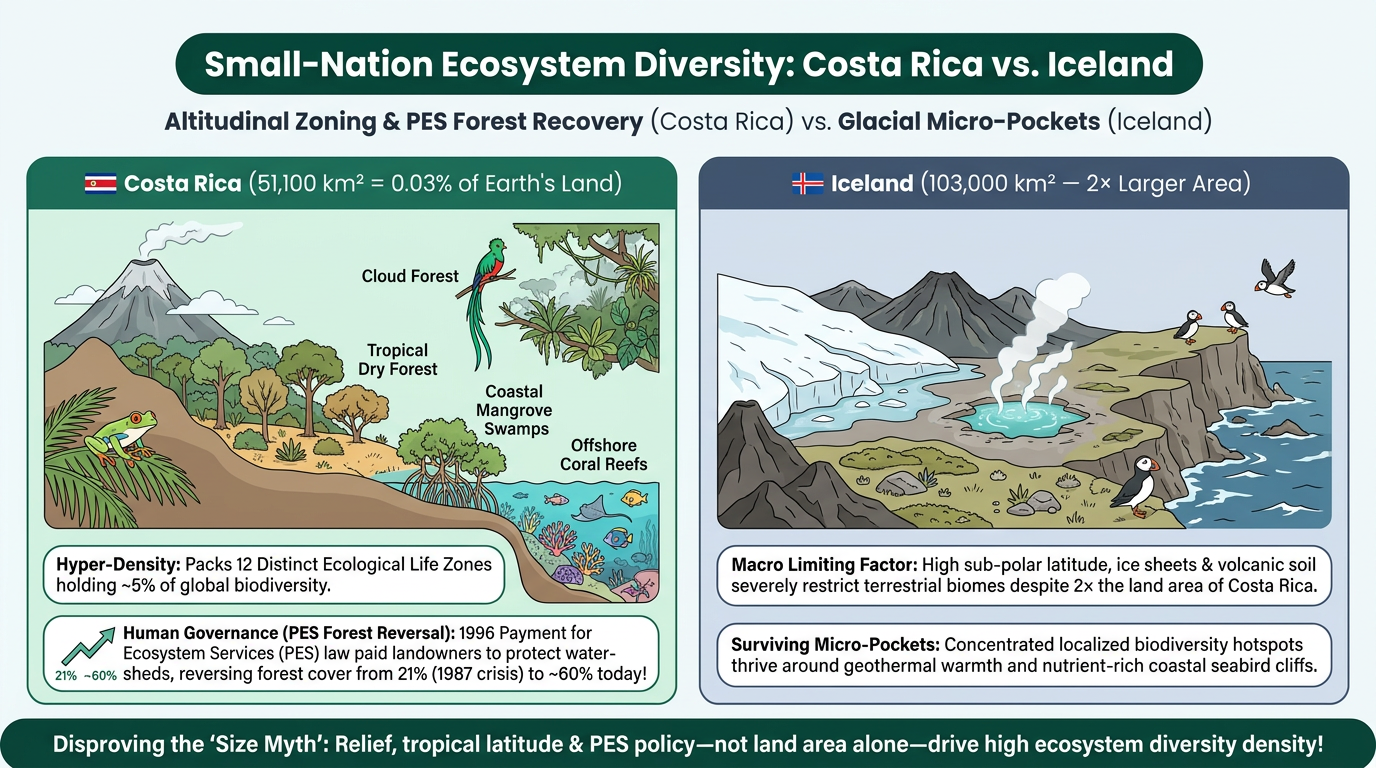 Small-Nation Ecosystem Diversity: Costa Rica vs. Iceland
Altitudinal Zoning & PES Forest Recovery (Costa Rica) vs. Glacial Micro-Pockets (Iceland)
Costa Rica (51,100 km² = 0.03% of Earth's Land)
Cloud Forest
Tropical
Dry Forest
Coastal
Mangrove
Swamps
Offshore
Coral Reefs
Hyper-Density: Packs 12 Distinct Ecological Life Zones
holding ~5% of global biodiversity.
Human Governance (PES Forest Reversal): 1996 Payment for
Ecosystem Services (PES) law paid landowners to protect water-
sheds, reversing forest cover from 21% (1987 crisis) to ~60% today!
21% ~60%
Iceland (103,000 km² — 2× Larger Area)
Macro Limiting Factor: High sub-polar latitude, ice sheets & volcanic soil
severely restrict terrestrial biomes despite 2× the land area of Costa Rica.
Surviving Micro-Pockets: Concentrated localized biodiversity hotspots
thrive around geothermal warmth and nutrient-rich coastal seabird cliffs.
Disproving the ‘Size Myth’: Relief, tropical latitude & PES policy—not land area alone—drive high ecosystem diversity density!